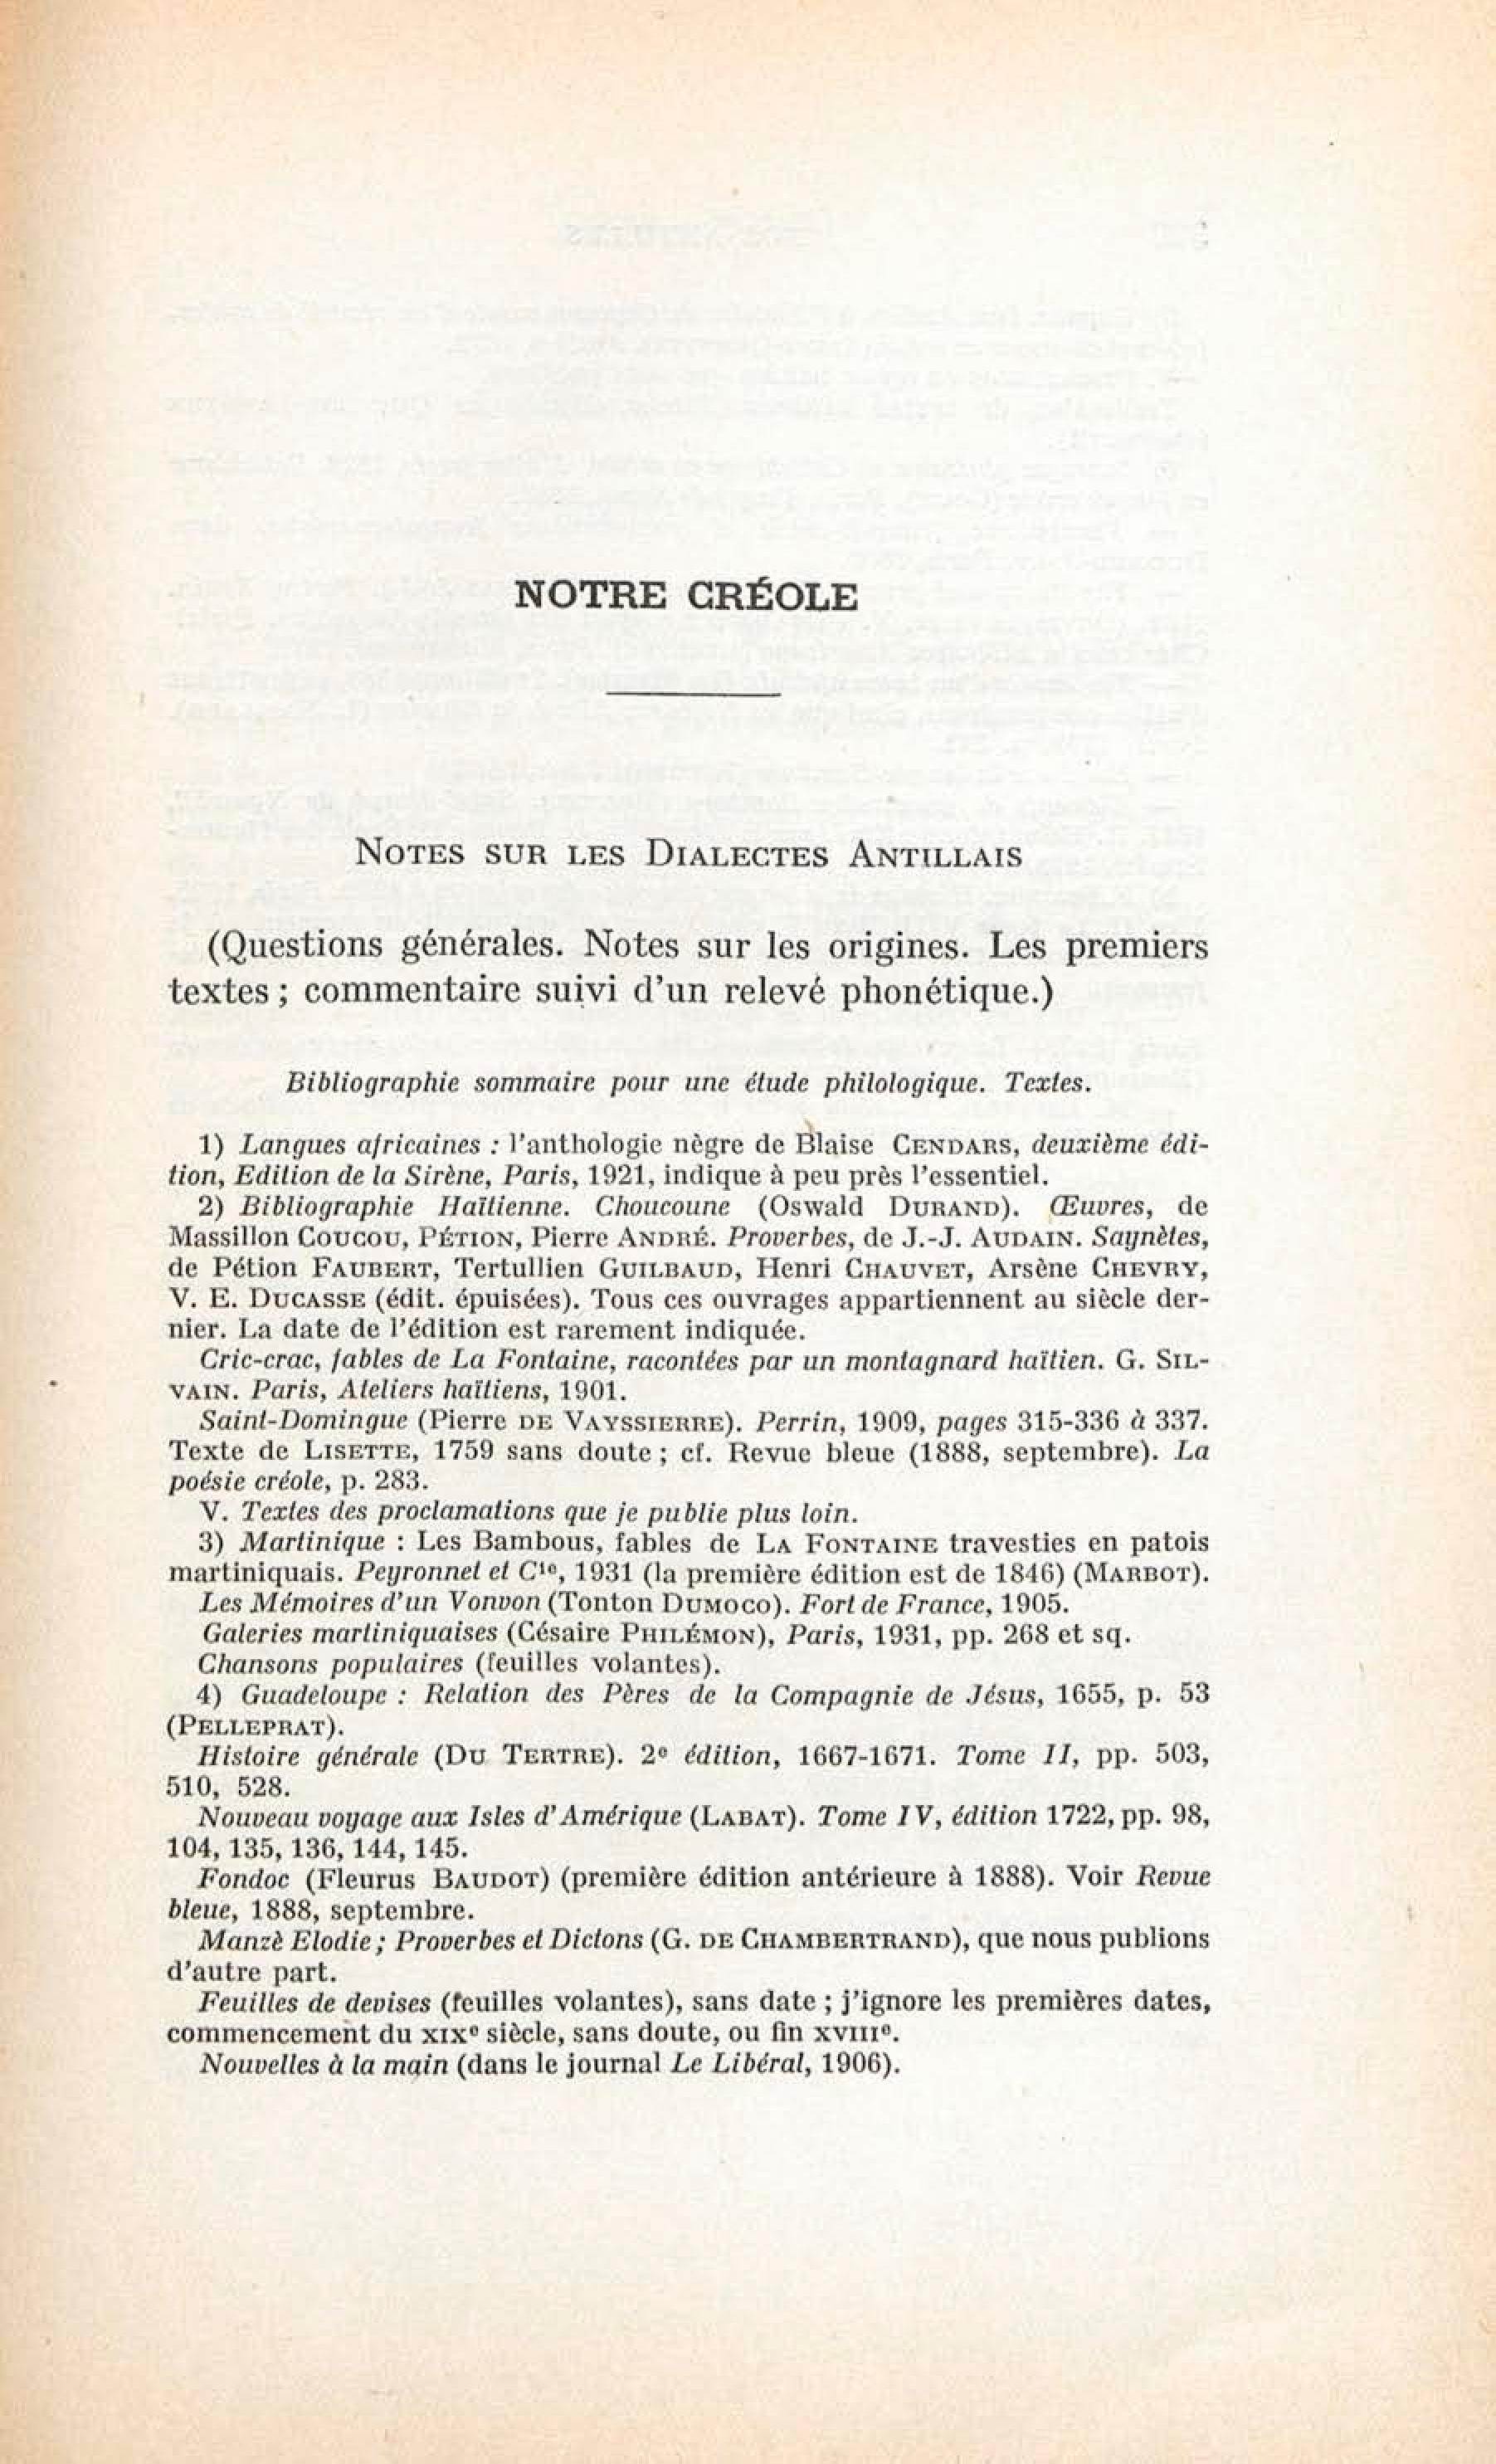 NOTRE CRÉOLE
NOTES SUR LES DIALECTES ANTILLAIS
(Questions générales. Notes sur les origines. Les premiers
textes ; commentaire suivi d'un relevé phonétique.)
Bibliographie sommaire pour une étude philologique. Textes.
1) Langues africaines : l'anthologie nègre de Blaise CENDARS, deuxième édi-
tion, Edition de la Sirène, Paris, 1921, indique à peu près l'essentiel.
2) Bibliographie Haïtienne. Choucoune (Oswald DURAND). Œuvres, de
Massillon COUCOU, PÉTION, Pierre ANDRÉ. Proverbes, de J.-J. AUDAIN. Saynètes,
de Pétion FAUBERT, Tertullien GUILBAUD, Henri CHAUVET, Arsène CHEVRY,
V. E. DUCASSE (édit. épuisées). Tous ces ouvrages appartiennent au siècle der-
nier. La date de l'édition est rarement indiquée.
Cric-crac, fables de La Fontaine, racontées par un montagnard haïtien. G. SIL-
VAIN. Paris, Ateliers haïtiens, 1901.
Saint-Domingue (Pierre DE VAYSSIERRE). Perrin, 1909, pages 315-336 à 337.
Texte de LISETTE, 1759 sans doute ; cf. Revue bleue (1888, septembre). La
poésie créole, p. 283.
V. Textes des proclamations que je publie plus loin.
3) Martinique : Les Bambous, fables de LA FONTAINE travesties en patois
martiniquais. Peyronnet et Cie, 1931 (la première édition est de 1846) (MARBOT).
Les Mémoires d'un Vonvon (Tonton DUMOCO). Fort de France, 1905.
Galeries martiniquaises (Césaire PHILÉMON), Paris, 1931, pp. 268 et sq.
Chansons populaires (feuilles volantes).
4) Guadeloupe : Relation des Pères de la Compagnie de Jésus, 1655, p. 53
(PELLEPRAT).
Histoire générale (DU TERTRE). 2e édition, 1667-1671. Tome II, pp. 503,
510, 528.
Nouveau voyage aux Isles d'Amérique (LABAT). Tome IV, édition 1722, pp. 98,
104, 135, 136, 144, 145.
Fondoc (Fleurus BAUDOT) (première édition antérieure à 1888). Voir Revue
bleue, 1888, septembre.
Manzè Elodie ; Proverbes et Dictons (G. DE CHAMBERTRAND), que nous publions
d'autre part.
Feuilles de devises (feuilles volantes), sans date ; j'ignore les premières dates,
commencement du XIXe siècle, sans doute, ou fin XVIIIe.
Nouvelles à la main (dans le journal Le Libéral, 1906).